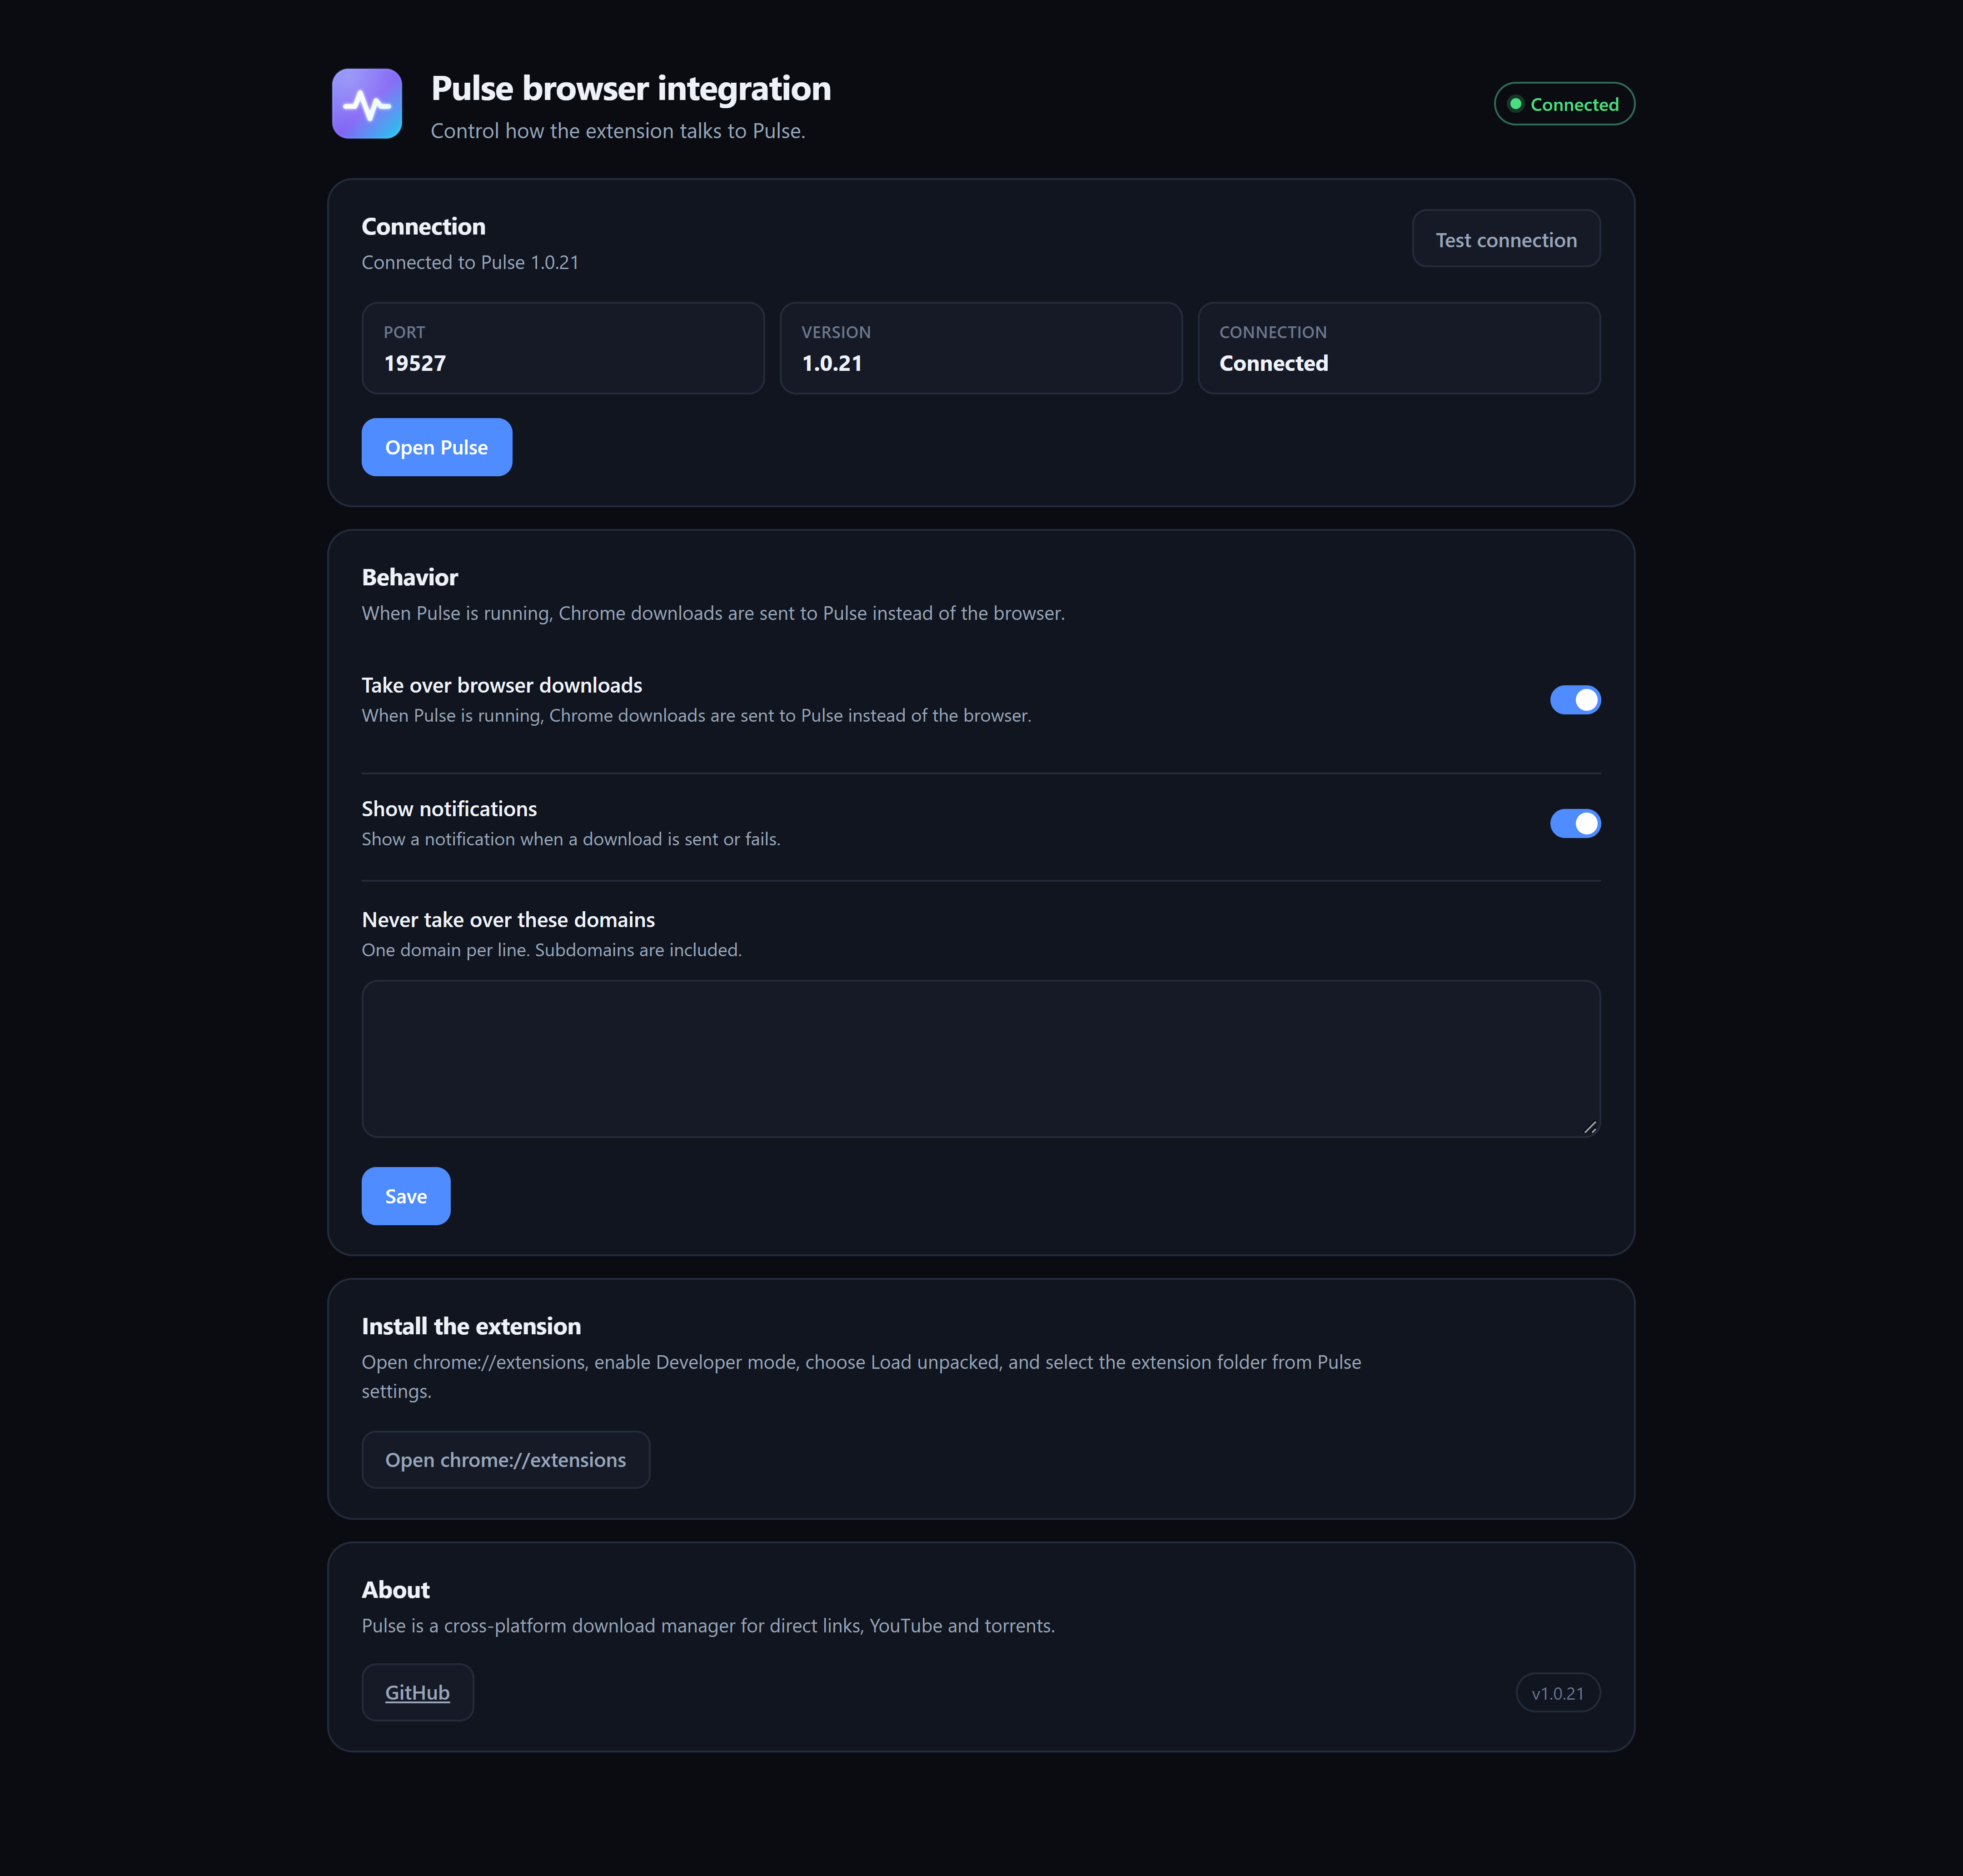 Pulse browser integration
Control how the extension talks to Pulse.
Connected
Connection
Connected to Pulse 1.0.21
Test connection
PORT
19527
VERSION
1.0.21
CONNECTION
Connected
Open Pulse
Behavior
When Pulse is running, Chrome downloads are sent to Pulse instead of the browser.
Take over browser downloads
When Pulse is running, Chrome downloads are sent to Pulse instead of the browser.
Show notifications
Show a notification when a download is sent or fails.
Never take over these domains
One domain per line. Subdomains are included.
Save
Install the extension
Open chrome://extensions, enable Developer mode, choose Load unpacked, and select the extension folder from Pulse
settings.
Open chrome://extensions
About
Pulse is a cross-platform download manager for direct links, YouTube and torrents.
GitHub
v1.0.21